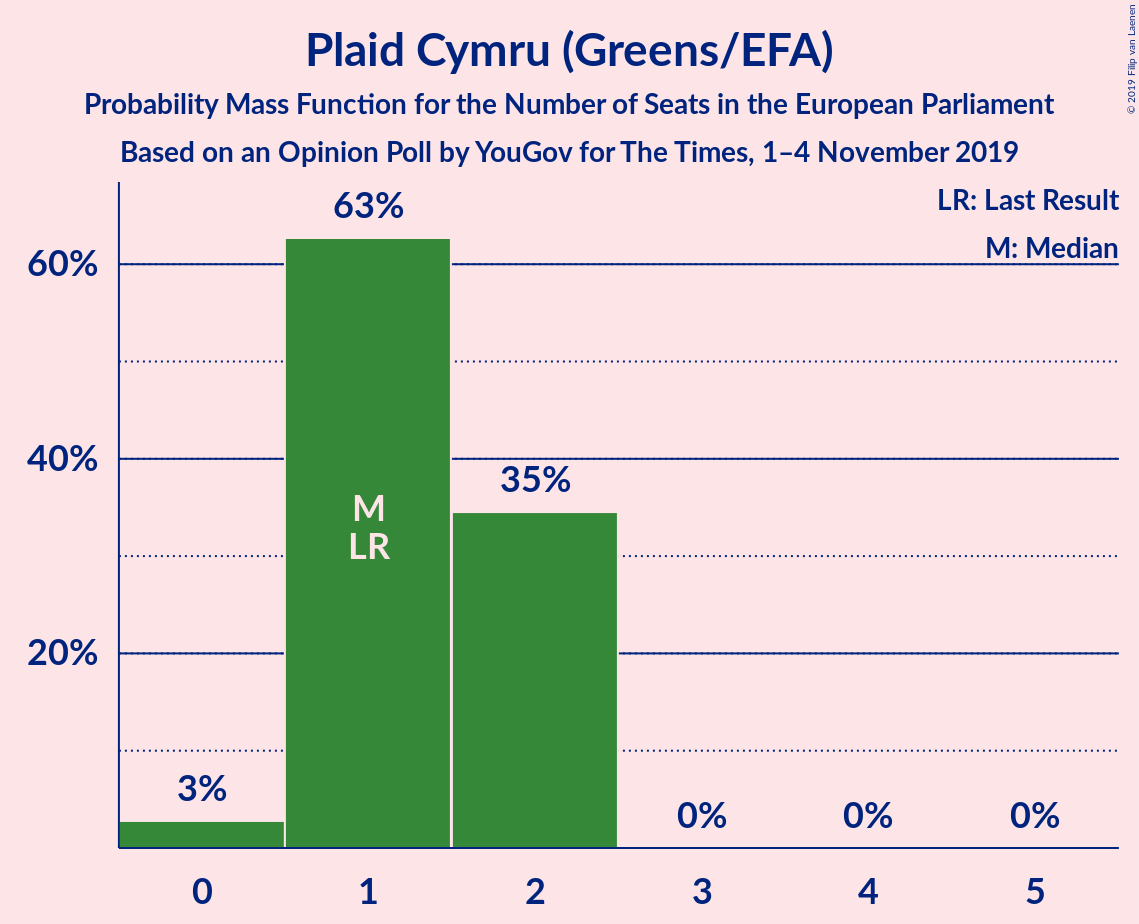 Plaid Cymru (Greens/EFA)
Probability Mass Function for the Number of Seats in the European Parliament
Based on an Opinion Poll by YouGov for The Times, 1–4 November 2019
© 2019 Filip van Laenen
LR: Last Result
M: Median
60%
40%
20%
63%
M
LR
35%
3%
0%
0%
0%
0
1
2
3
4
5